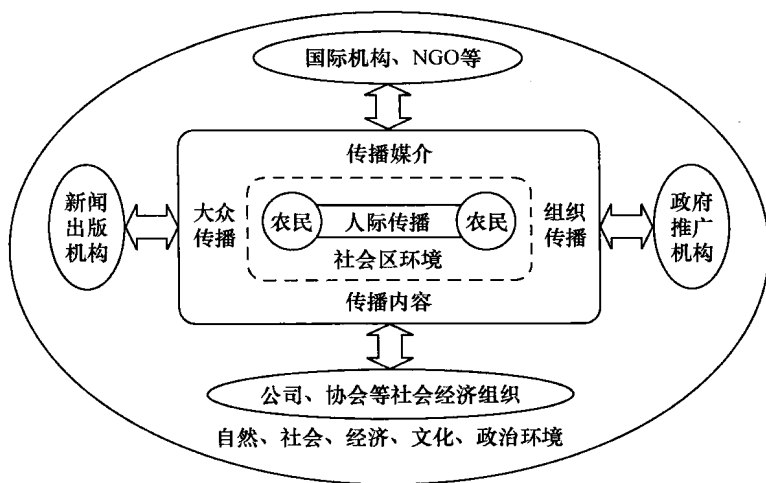 国际机构、NGO等
传播媒介
新闻
出版
机构
大众
传播
农民
人际传播
农民
社会区环境
组织
传播
政府
推广
机构
传播内容
公司、协会等社会经济组织
自然、社会、经济、文化、政治环境